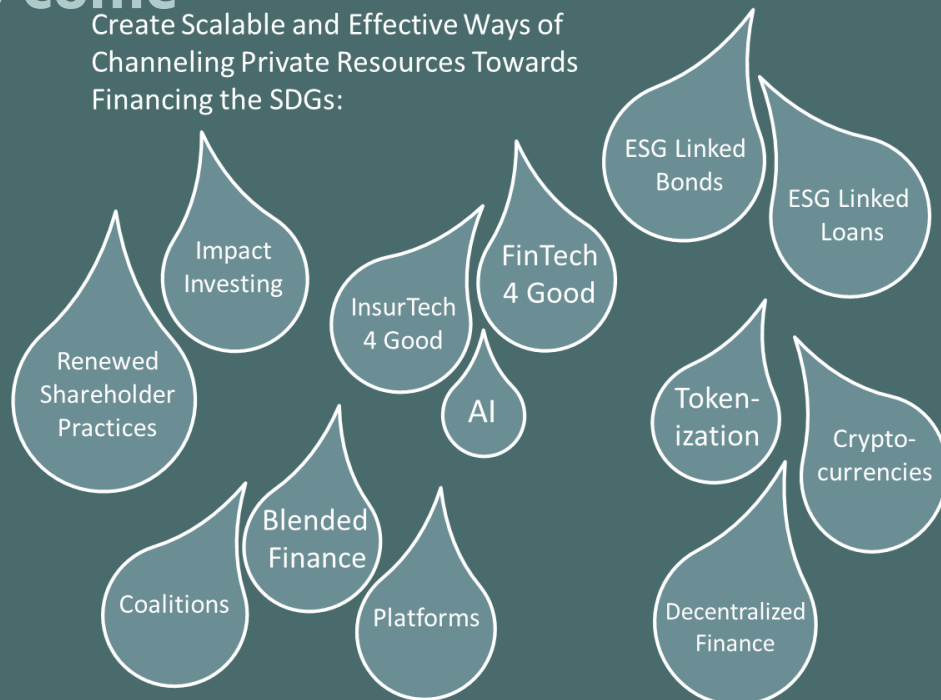 come
Create Scalable and Effective Ways of
Channeling Private Resources Towards
Financing the SDGs:
ESG Linked
Bonds
ESG Linked
Loans
Impact
Investing
FinTech
4 Good
InsurTech
4 Good
AI
Renewed
Shareholder
Practices
Token-
ization
Crypto-
currencies
Blended
Finance
Coalitions
Platforms
Decentralized
Finance